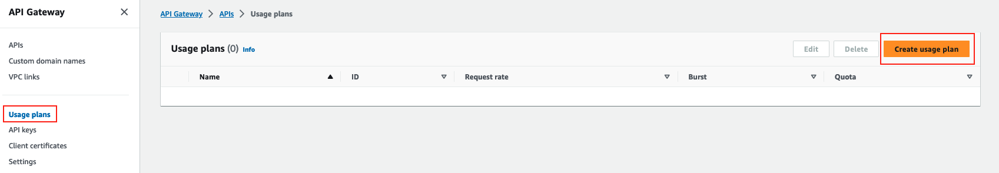 API Gateway
APIs
Custom domain names
VPC links
Usage plans
API keys
Client certificates
Settings
API Gateway > APIs > Usage plans
Usage plans (0) Info
Edit Delete Create usage plan
Name ID Request rate Burst Quota